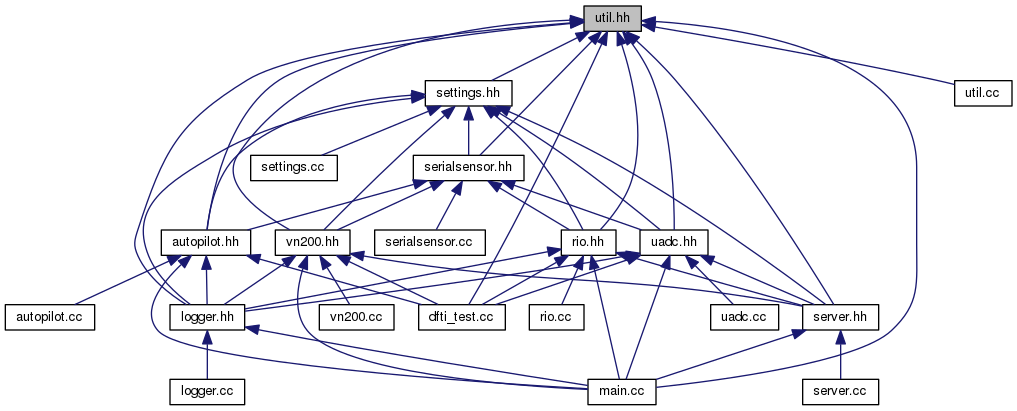 util.hh
settings.hh
util.cc
settings.cc
serialsensor.hh
autopilot.hh
vn200.hh
serialsensor.cc
rio.hh
uadc.hh
autopilot.cc
logger.hh
vn200.cc
dfti_test.cc
rio.cc
uadc.cc
server.hh
logger.cc
main.cc
server.cc